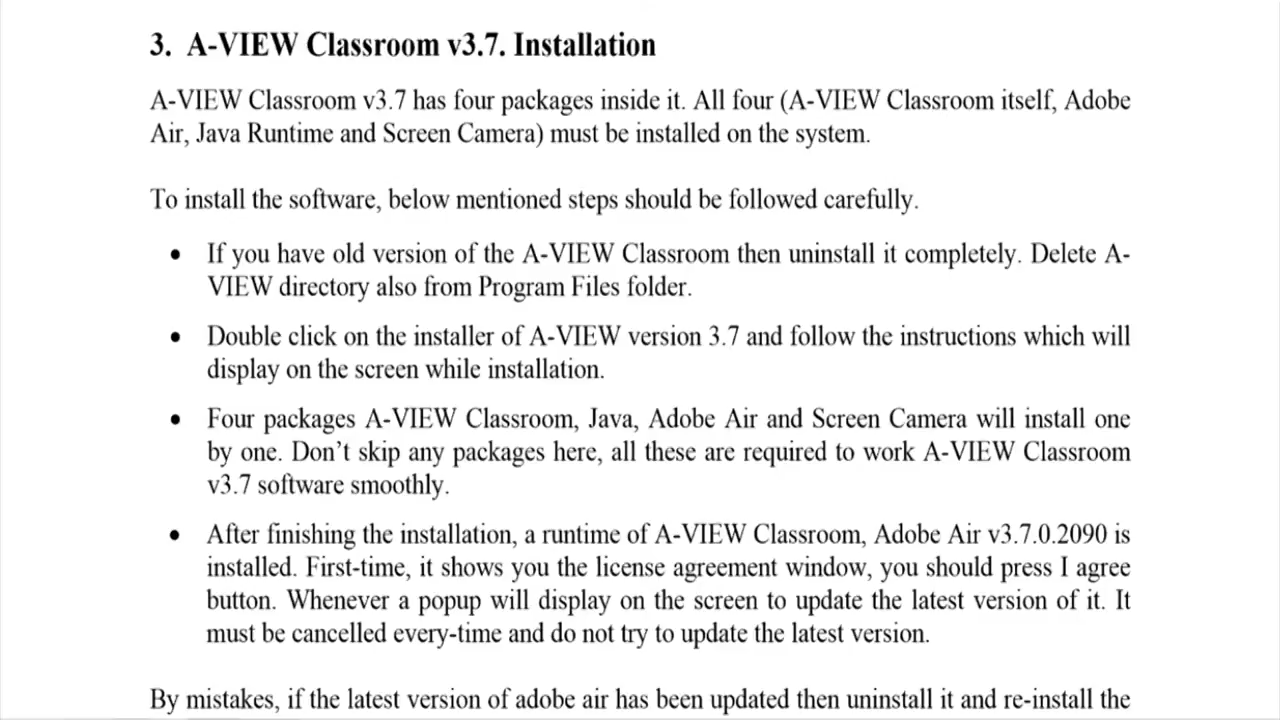 3. A-VIEW Classroom v3.7. Installation
A-VIEW Classroom v3.7 has four packages inside it. All four (A-VIEW Classroom itself, Adobe
Air, Java Runtime and Screen Camera) must be installed on the system.
To install the software, below mentioned steps should be followed carefully.
• If you have old version of the A-VIEW Classroom then uninstall it completely. Delete A-
VIEW directory also from Program Files folder.
• Double click on the installer of A-VIEW version 3.7 and follow the instructions which will
display on the screen while installation.
• Four packages A-VIEW Classroom, Java, Adobe Air and Screen Camera will install one
by one. Don’t skip any packages here, all these are required to work A-VIEW Classroom
v3.7 software smoothly.
• After finishing the installation, a runtime of A-VIEW Classroom, Adobe Air v3.7.0.2090 is
installed. First-time, it shows you the license agreement window, you should press I agree
button. Whenever a popup will display on the screen to update the latest version of it. It
must be cancelled every-time and do not try to update the latest version.
By mistakes, if the latest version of adobe air has been updated then uninstall it and re-install the